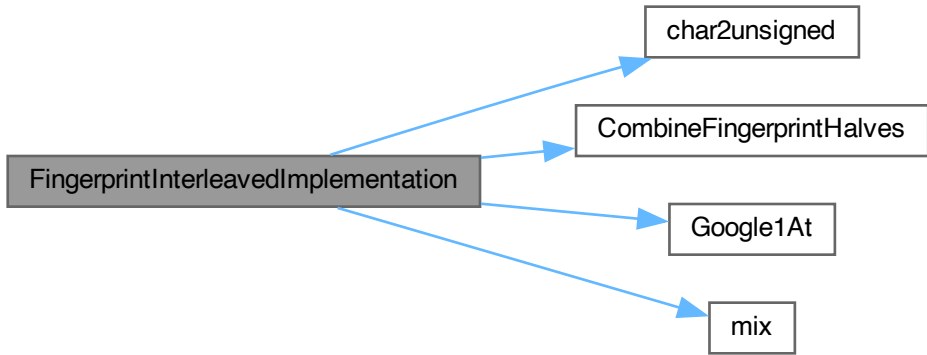 char2unsigned
CombineFingerprintHalves
FingerprintInterleavedImplementation
Google1At
mix